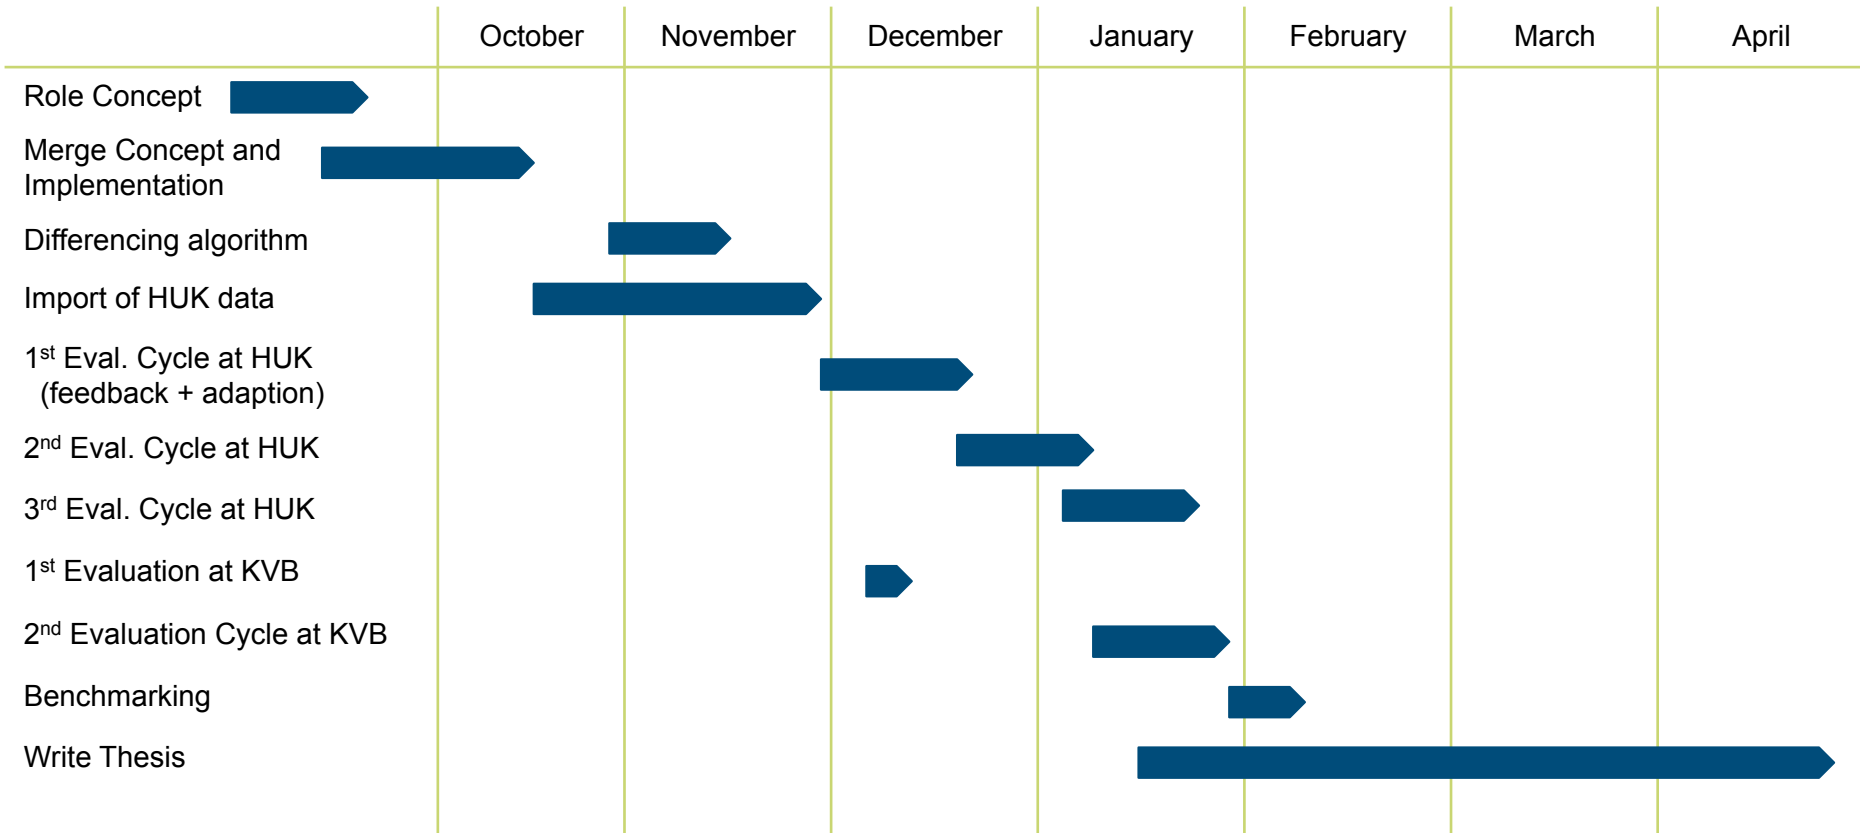 October November December January February March April
Role Concept
Merge Concept and
Implementation
Differencing algorithm
Import of HUK data
1st Eval. Cycle at HUK
(feedback + adaption)
2nd Eval. Cycle at HUK
3rd Eval. Cycle at HUK
1st Evaluation at KVB
2nd Evaluation Cycle at KVB
Benchmarking
Write Thesis